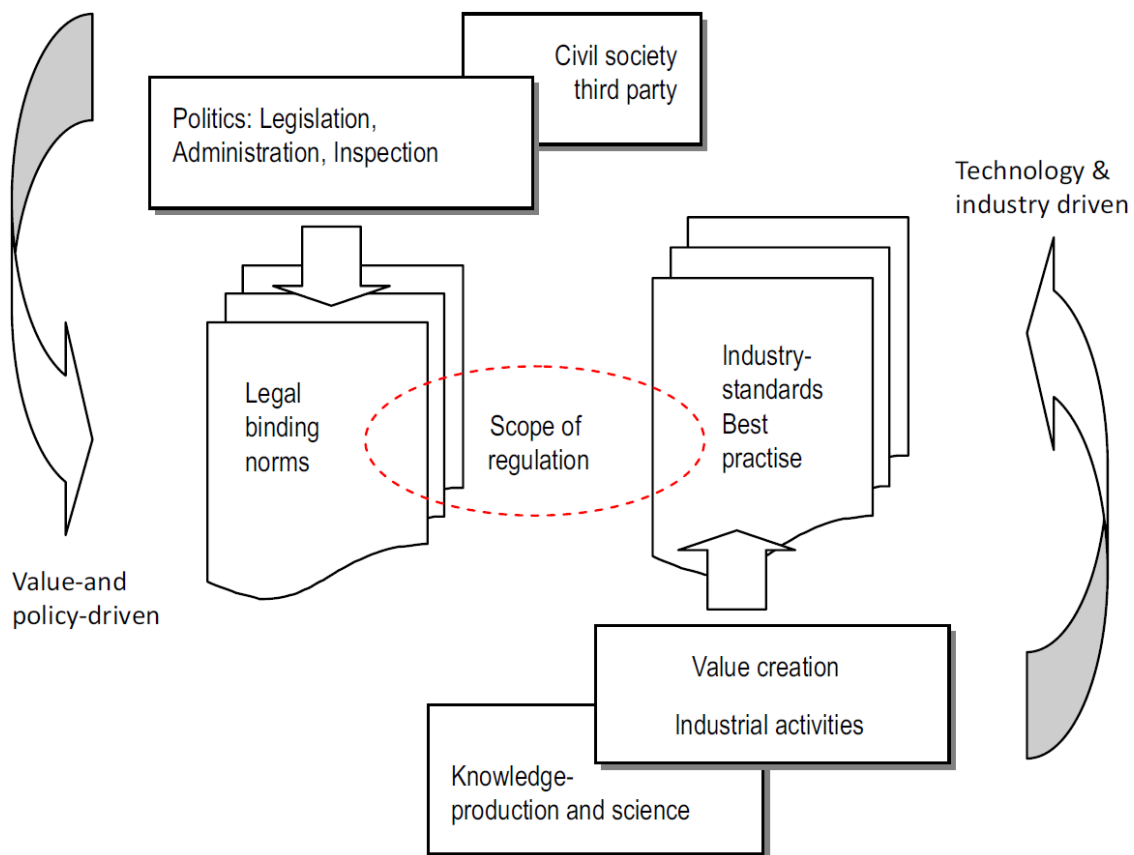 Civil society
third party
Politics: Legislation,
Administration, Inspection
Technology &
industry driven
Legal
binding
norms
Scope of
regulation
Industry-
standards
Best
practise
Value-and
policy-driven
Value creation
Industrial activities
Knowledge-
production and science